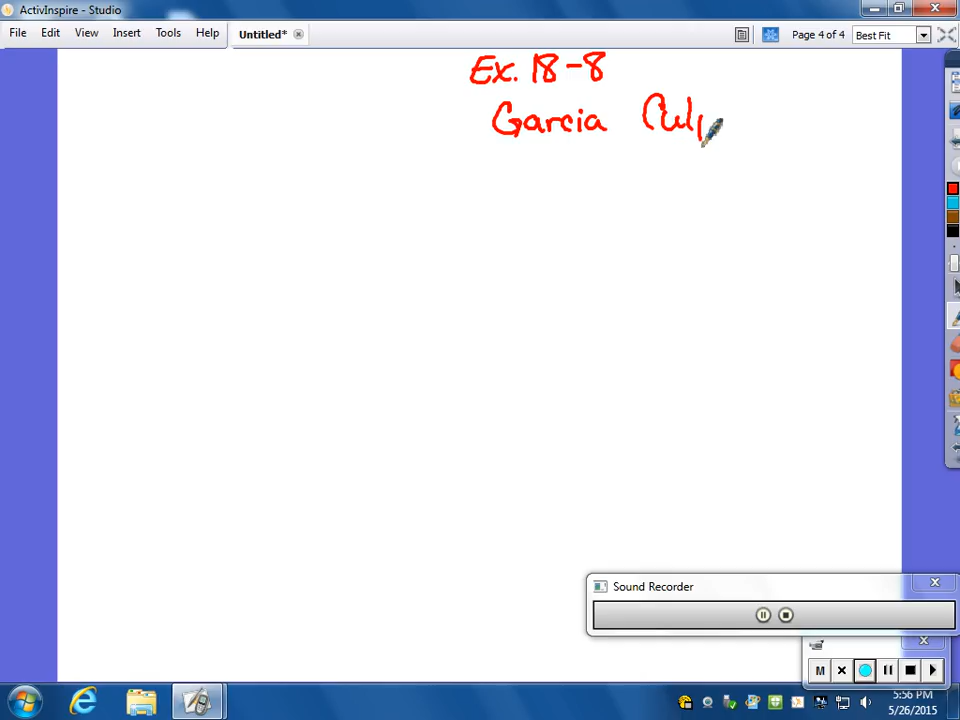 ActivInspire - Studio
File Edit View Insert Tools Help Untitled* Page 4 of 4 Best Fit
Ex. 18-8
Garcia
Sound Recorder
M
5:56 PM
5/26/2015